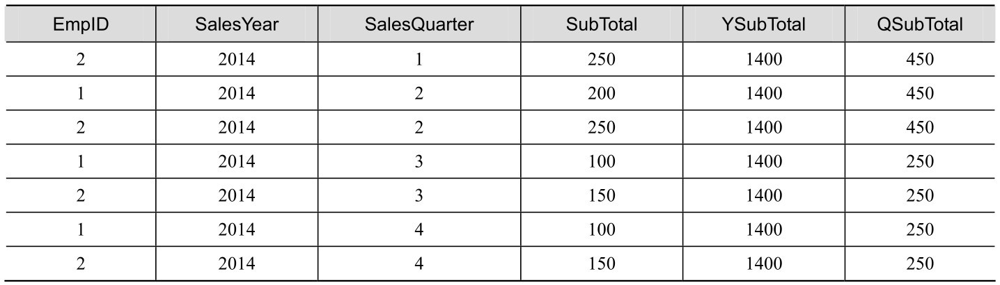 EmpID SalesYear SalesQuarter SubTotal YSubTotal QSubTotal
2 2014 1 250 1400 450
1 2014 2 200 1400 450
2 2014 2 250 1400 450
1 2014 3 100 1400 250
2 2014 3 150 1400 250
1 2014 4 100 1400 250
2 2014 4 150 1400 250